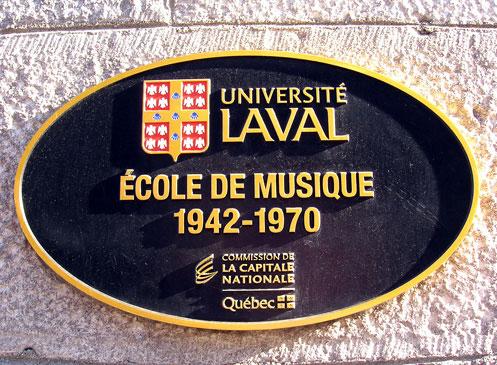 UNIVERSITÉ
LAVAL
ÉCOLE DE MUSIQUE
1942-1970
COMMISSION DE
LA CAPITALE
NATIONALE
Québec